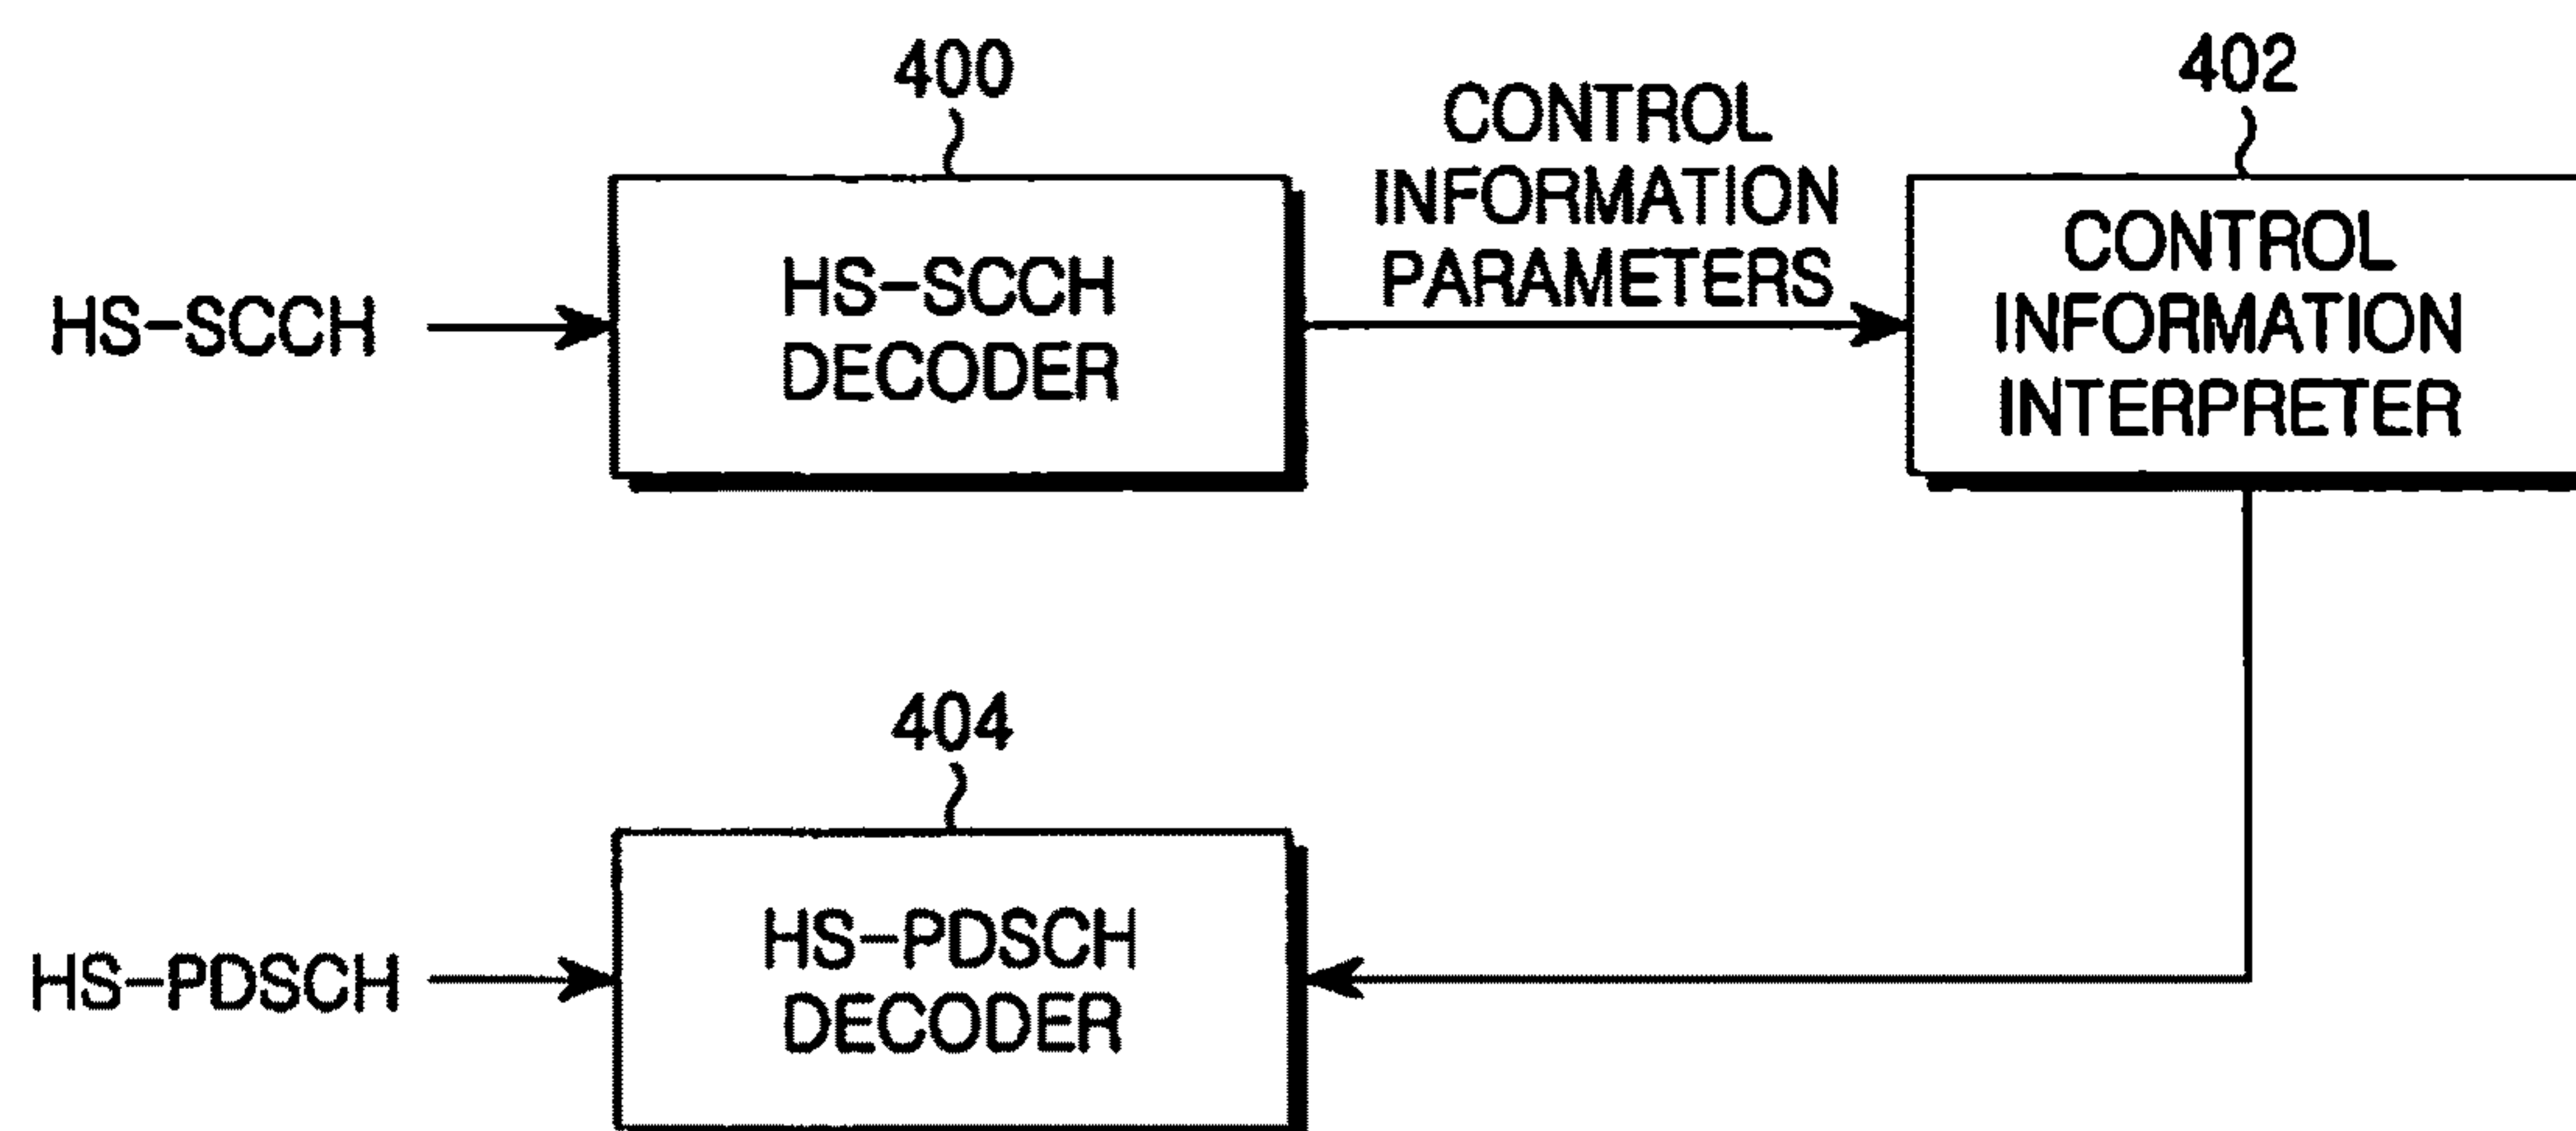 400
402
CONTROL
INFORMATION
PARAMETERS
HS-SCCH
HS-SCCH
DECODER
CONTROL
INFORMATION
INTERPRETER
404
HS-PDSCH
HS-PDSCH
DECODER